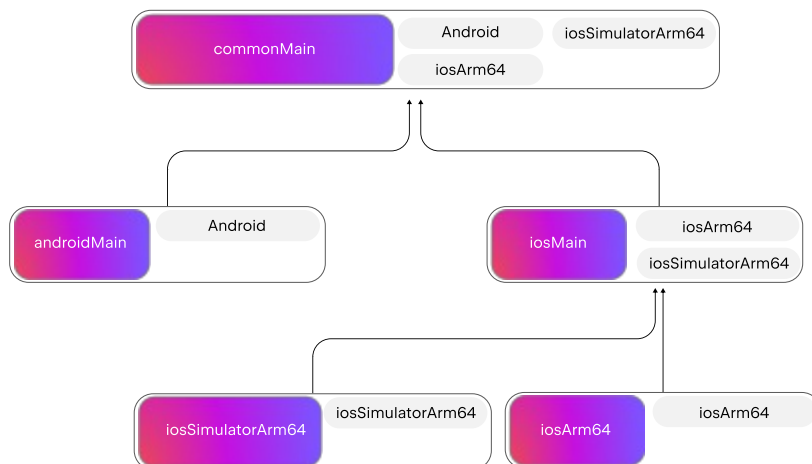 commonMain
Android
iosSimulatorArm64
iosArm64
androidMain
Android
iosMain
iosArm64
iosSimulatorArm64
iosSimulatorArm64
iosSimulatorArm64
iosArm64
iosArm64